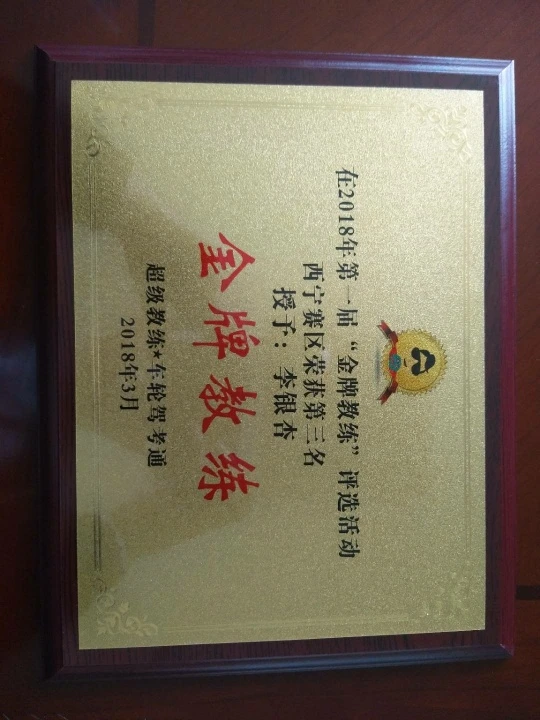 在2018年第一届“金牌教练”评选活动
西宁赛区荣获第三名
授予：李银杏
金牌教练
超级教练*车轮驾考通
2018年3月